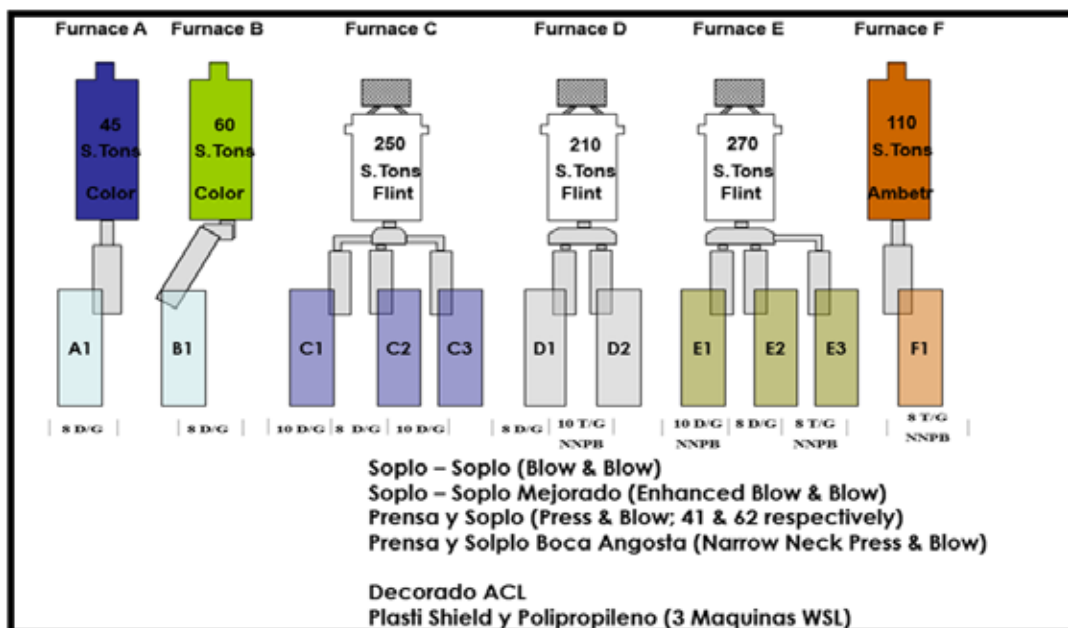 Furnace A Furnace B Furnace C Furnace D Furnace E Furnace F
45 S.Tons Color
60 S.Tons Color
250 S.Tons Flint
210 S.Tons Flint
270 S.Tons Flint
110 S.Tons Ambetr
A1 B1 C1 C2 C3 D1 D2 E1 E2 E3 F1
8 D/G 8 D/G 10 D/G 8 D/G 10 D/G 8 D/G 10 T/G NNPB 10 D/G NNPB 8 D/G 8 T/G NNPB 8 T/G NNPB
Soplo – Soplo (Blow & Blow)
Soplo – Soplo Mejorado (Enhanced Blow & Blow)
Prensa y Soplo (Press & Blow; 41 & 62 respectively)
Prensa y Solplo Boca Angosta (Narrow Neck Press & Blow)
Decorado ACL
Plasti Shield y Polipropileno (3 Maquinas WSL)